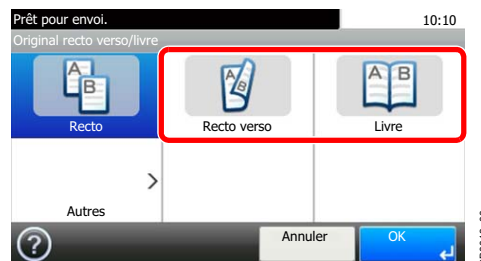 Prêt pour envoi. 10:10
Original recto verso/livre
A B A B A B
Recto Recto verso Livre
Autres
? Annuler OK